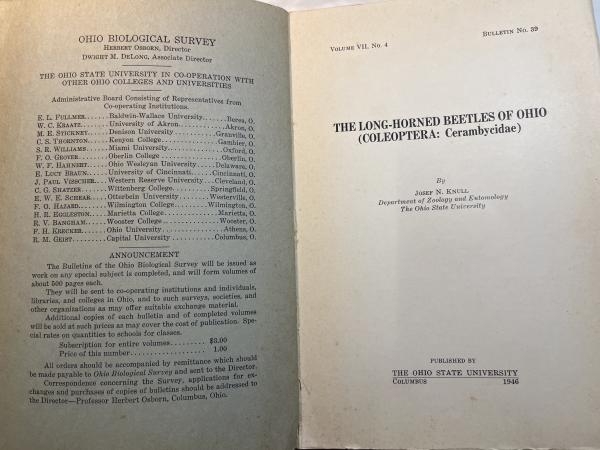 OHIO BIOLOGICAL SURVEY
HERBERT OSBORN, Director
DWIGHT M. DELONG, Associate Director
THE OHIO STATE UNIVERSITY IN CO-OPERATION WITH
OTHER OHIO COLLEGES AND UNIVERSITIES
Administrative Board Consisting of Representatives from
Co-operating Institutions.
E. L. FULLMER......Baldwin-Wallace University......Berea, O.
W. C. KRAATZ......University of Akron......Akron, O.
M. E. STICKNEY......Denison University......Granville, O.
C. S. THORNTON......Kenyon College......Gambier, O.
S. R. WILLIAMS......Miami University......Oxford, O.
F. O. GROVER......Oberlin College......Oberlin, O.
W. F. HAHNERT......Ohio Wesleyan University......Delaware, O.
E. LUCY BRAUN......University of Cincinnati......Cincinnati, O.
J. PAUL VISSCHER......Western Reserve University...Cleveland, O.
C. G. SHATZER......Wittenberg College......Springfield, O.
E. W. E. SCHEAR......Otterbein University......Westerville, O.
F. O. HAZARD......Wilmington College......Wilmington, O.
H. R. EGGLESTON......Marietta College......Marietta, O.
R. V. BANGHAM......Wooster College......Wooster, O.
F. H. KRECKER......Ohio University......Athens, O.
R. M. GEIST......Capital University......Columbus, O.
ANNOUNCEMENT
The Bulletins of the Ohio Biological Survey will be issued as
work on any special subject is completed, and will form volumes
of about 500 pages each.
They will be sent to co-operating institutions and individuals,
libraries, and colleges in Ohio, and to such surveys, societies, and
other organizations as may offer suitable exchange material.
Additional copies of each bulletin and of completed volumes
will be sold at such prices as may cover the cost of publication. Spe-
cial rates on quantities to schools for classes.
Subscription for entire volumes......... $3.00
Price of this number.................... 1.00
All orders should be accompanied by remittance which should
be made payable to Ohio Biological Survey and sent to the Director.
Correspondence concerning the Survey, applications for ex-
changes and purchases of copies of bulletins should be addressed to
the Director—Professor Herbert Osborn, Columbus, Ohio.
VOLUME VII, No. 4
BULLETIN No. 39
THE LONG-HORNED BEETLES OF OHIO
(COLEOPTERA: Cerambycidae)
By
JOSEF N. KNULL
Department of Zoology and Entomology
The Ohio State University
PUBLISHED BY
THE OHIO STATE UNIVERSITY
COLUMBUS 1946